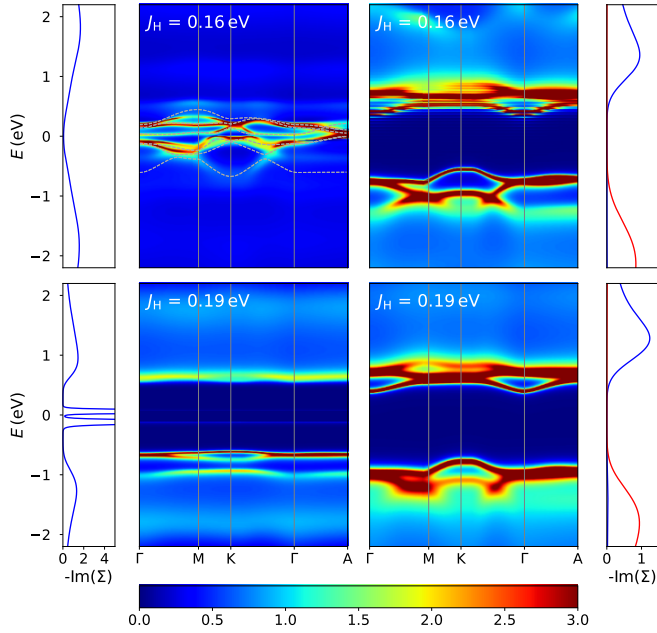 2
1
0
−1
−2
E (eV)
J_H = 0.16 eV
J_H = 0.16 eV
2
1
0
−1
−2
E (eV)
J_H = 0.19 eV
J_H = 0.19 eV
0 2 4
-Im(Σ)
Γ M K Γ A
Γ M K Γ A
0 1
-Im(Σ)
0.0 0.5 1.0 1.5 2.0 2.5 3.0